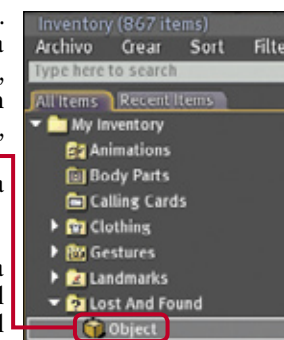 Inventory (867 items)
Archivo Crear Sort Filte
Type here to search
All Items Recent Items
My Inventory
Animations
Body Parts
Calling Cards
Clothing
Gestures
Landmarks
Lost And Found
Object